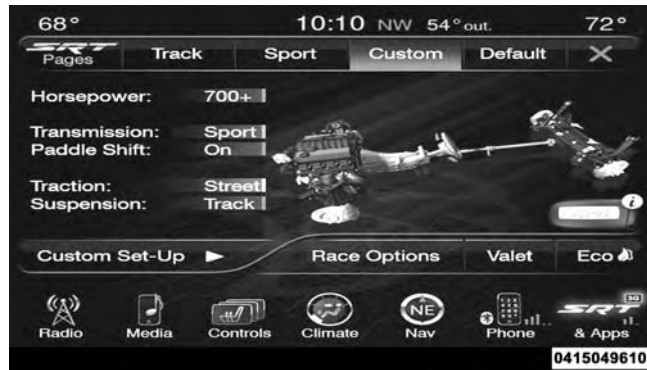 68° 10:10 NW 54° out. 72°
SRT Pages Track Sport Custom Default X
Horsepower: 700+
Transmission: Sport
Paddle Shift: On
Traction: Street
Suspension: Track
i
Custom Set-Up Race Options Valet Eco
NE
3G
SRT
Radio Media Controls Climate Nav Phone & Apps
0415049610